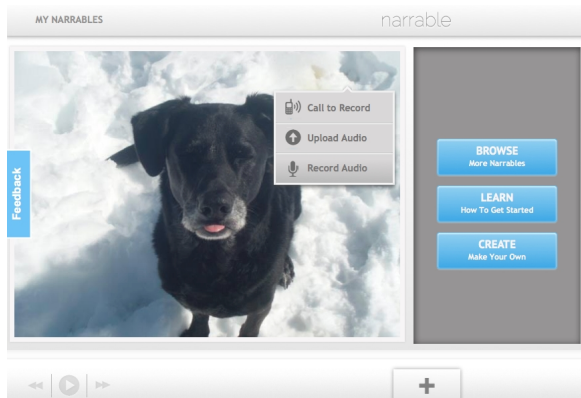 MY NARRABLES
narrable
Call to Record
Upload Audio
Record Audio
Feedback
BROWSE
More Narrables
LEARN
How To Get Started
CREATE
Make Your Own